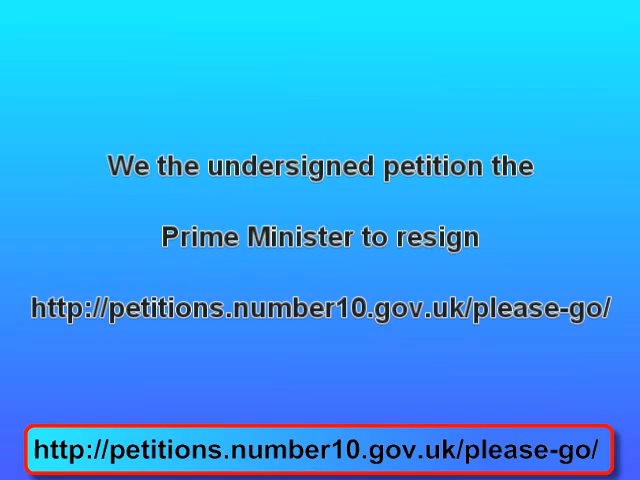 We the undersigned petition the
Prime Minister to resign
http://petitions.number10.gov.uk/please-go/
http://petitions.number10.gov.uk/please-go/